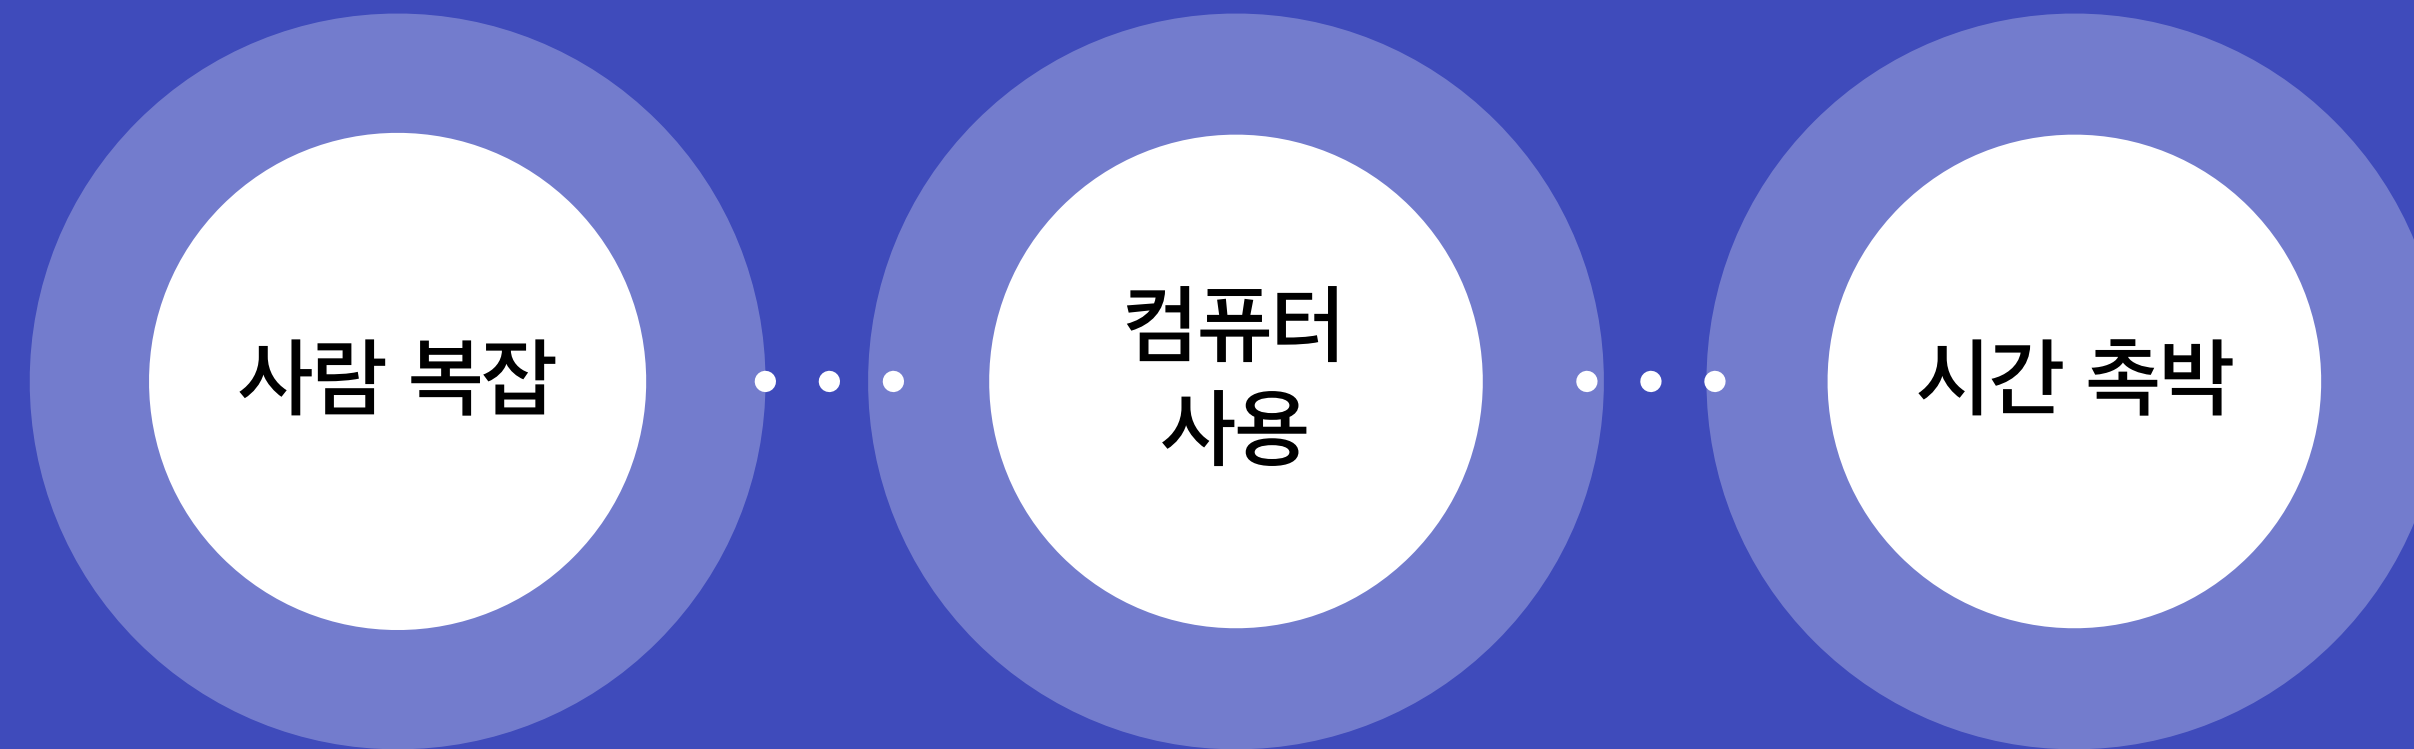 사람 복잡
컴퓨터
사용
시간 촉박